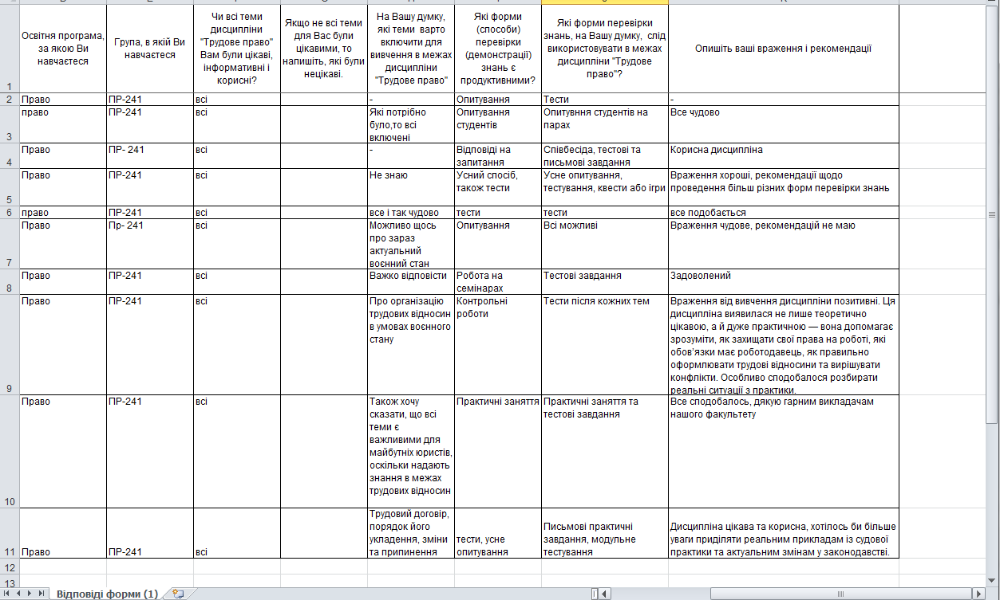 Освітня програма,
за якою Ви
навчаєтеся
Група, в якій Ви
навчаєтеся
Чи всі теми
дисципліни
"Трудове право"
Вам були цікаві,
інформативні і
корисні?
Якщо не всі теми
для Вас були
цікавими, то
напишіть, які були
нецікаві.
На Вашу думку,
які теми варто
включити для
вивчення в межах
дисципліни
"Трудове право"
Які форми
(способи)
перевірки
(демонстрації)
знань є
продуктивними?
Які форми перевірки
знань, на Вашу думку, слід
використовувати в межах
дисципліни "Трудове
право"?
Опишіть ваші враження і рекомендації
1
2
Право
ПР-241
всі
-
Опитування
Тести
-
3
право
ПР-241
всі
Які потрібно
було,то всі
включені
Опитування
студентів
Опитувння студентів на
парах
Все чудово
4
Право
ПР- 241
всі
-
Відповіді на
запитання
Співбесіда, тестові та
письмові завдання
Корисна дисципліна
5
Право
ПР-241
всі
Не знаю
Усний спосіб,
також тести
Усне опитування,
тестування, квести або ігри
Враження хороші, рекомендації щодо
проведення більш різних форм перевірки знань
6
право
ПР-241
всі
все і так чудово
тести
тести
все подобається
7
Право
Пр- 241
всі
Можливо щось
про зараз
актуальний
воєнний стан
Опитування
Всі можливі
Враження чудове, рекомендацій не маю
8
Право
ПР-241
всі
Важко відповісти
Робота на
семінарах
Тестові завдання
Задоволений
9
Право
ПР-241
всі
Про організацію
трудових відносин
в умовах воєнного
стану
Контрольні
роботи
Тести після кожних тем
Враження від вивчення дисципліни позитивні. Ця
дисципліна виявилася не лише теоретично
цікавою, а й дуже практичною — вона допомагає
зрозуміти, як захищати свої права на роботі, які
обов'язки має роботодавець, як правильно
оформлювати трудові відносини та вирішувати
конфлікти. Особливо сподобалося розбирати
реальні ситуації з практики.
10
Право
ПР-241
всі
Також хочу
сказати, що всі
теми є
важливими для
майбутніх юристів,
оскільки надають
знання в межах
трудових відносин
Практичні заняття
Практичні заняття та
тестові завдання
Все сподобалось, дякую гарним викладачам
нашого факультету
11
Право
ПР-241
всі
Трудовий договір,
порядок його
укладення, зміни
та припинення
тести, усне
опитування
Письмові практичні
завдання, модульне
тестування
Дисципліна цікава та корисна, хотілось би більше
уваги приділяти реальним прикладам із судової
практики та актуальним змінам у законодавстві.
12
13
Відповіді форми (1)